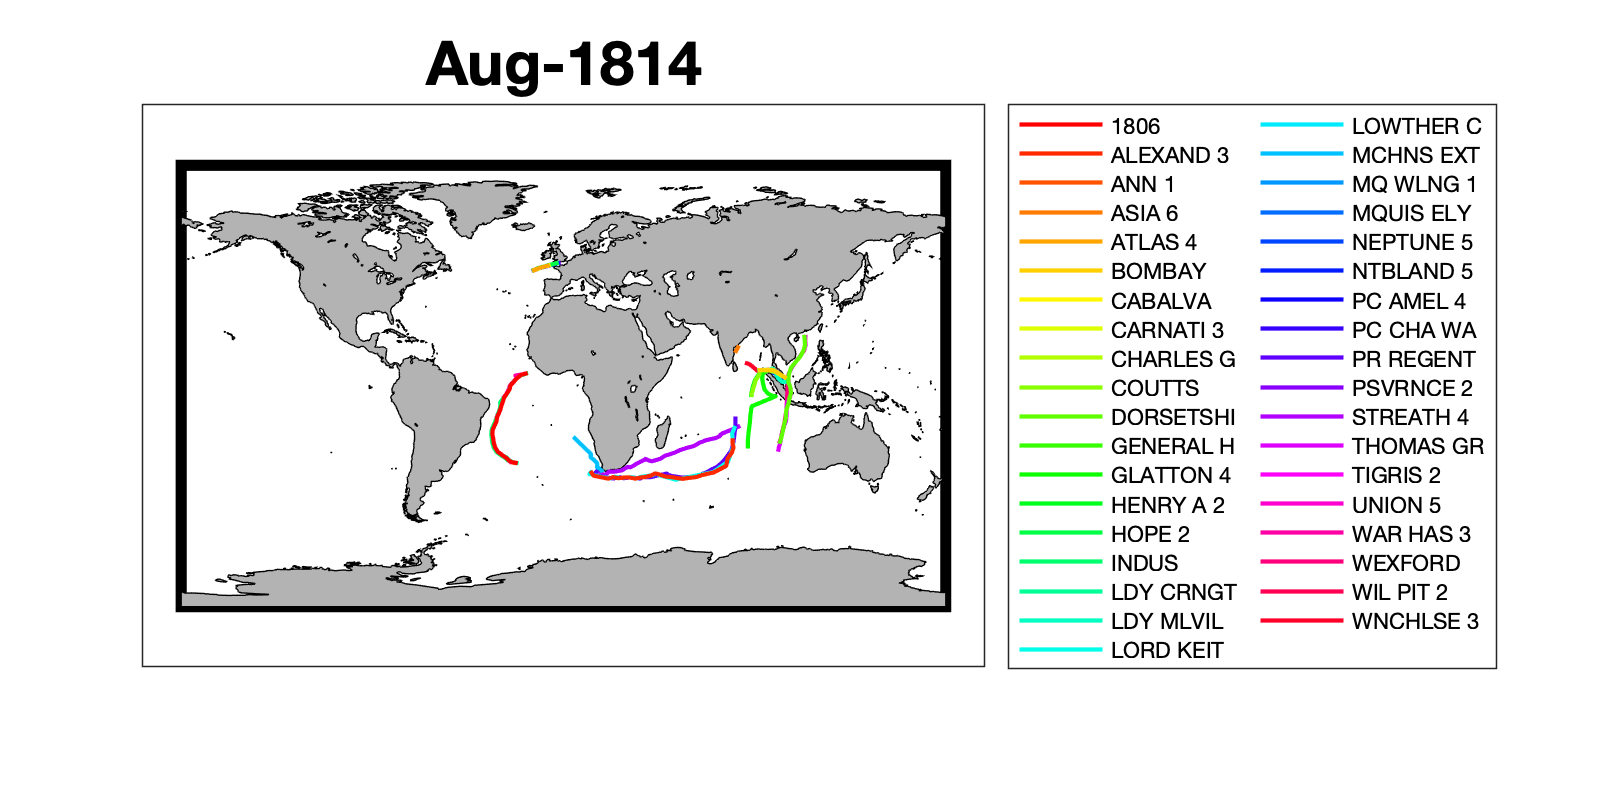 Aug-1814
1806
ALEXAND 3
ANN 1
ASIA 6
ATLAS 4
BOMBAY
CABALVA
CARNATI 3
CHARLES G
COUTTS
DORSETSHI
GENERAL H
GLATTON 4
HENRY A 2
HOPE 2
INDUS
LDY CRNGT
LDY MLVIL
LORD KEIT
LOWTHER C
MCHNS EXT
MQ WLNG 1
MQUIS ELY
NEPTUNE 5
NTBLAND 5
PC AMEL 4
PC CHA WA
PR REGENT
PSVRNCE 2
STREATH 4
THOMAS GR
TIGRIS 2
UNION 5
WAR HAS 3
WEXFORD
WIL PIT 2
WNCHLSE 3